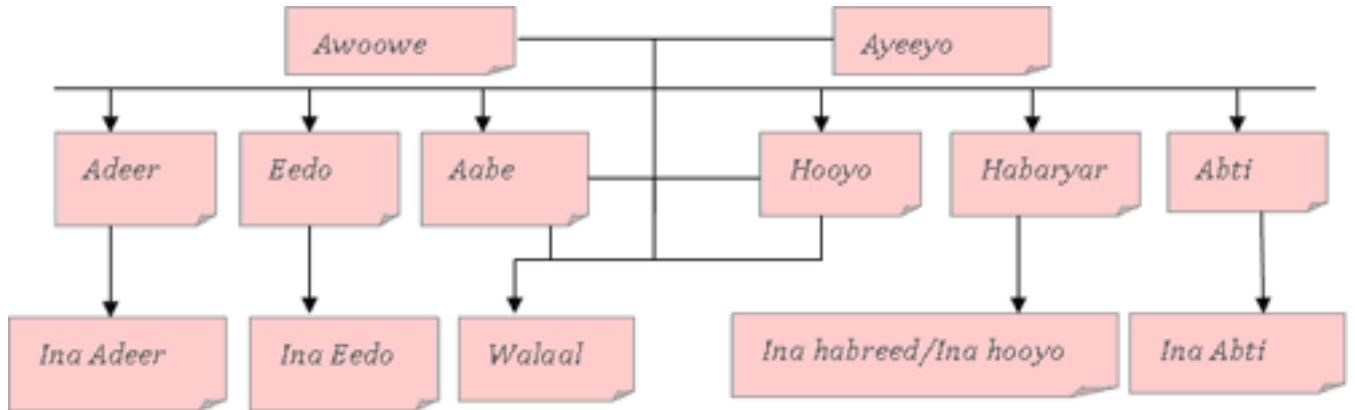 Awoowe
Ayeeyo
Adeer
Eedo
Aabe
Hooyo
Habaryar
Abti
Ina Adeer
Ina Eedo
Walaal
Ina habreed/Ina hooyo
Ina Abti